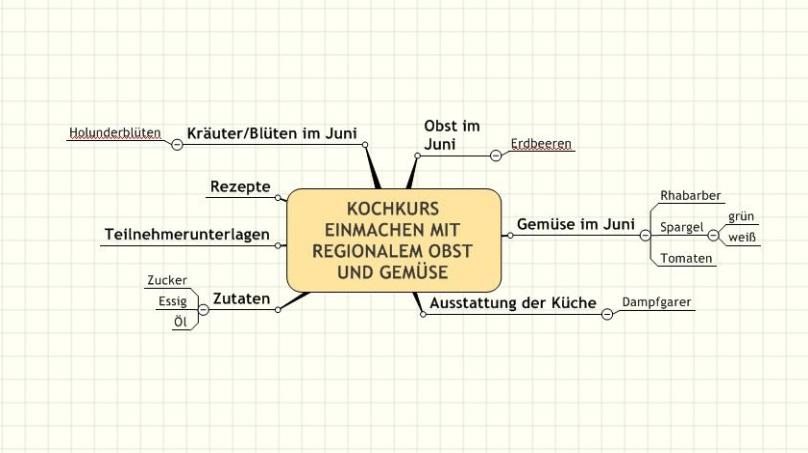 Obst im
Juni
Erdbeeren
Holunderblüten
Kräuter/Blüten im Juni
Rezepte
Teilnehmerunterlagen
Zutaten
Zucker
Essig
Öl
KOCHKURS
EINMACHEN MIT
REGIONALEM OBST
UND GEMÜSE
Gemüse im Juni
Rhabarber
Spargel
grün
weiß
Tomaten
Ausstattung der Küche
Dampfgarer